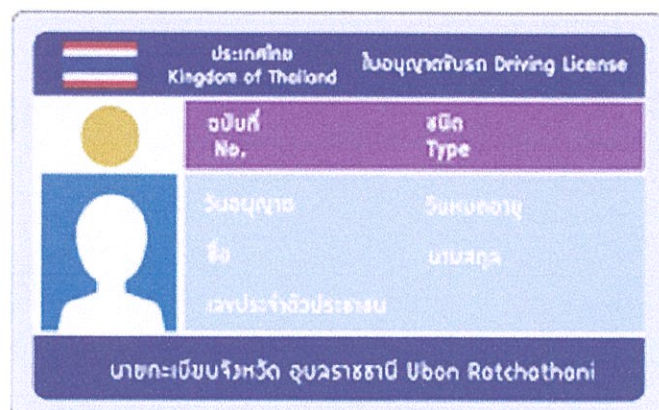 ประเทศไทย
Kingdom of Thailand
ใบอนุญาตขับรถ Driving License
ฉบับที่
No.
ชนิด
Type
วันอนุญาต
วันหมดอายุ
ชื่อ
นามสกุล
เลขประจำตัวประชาชน
นายทะเบียนจังหวัด อุบลราชธานี Ubon Ratchathani